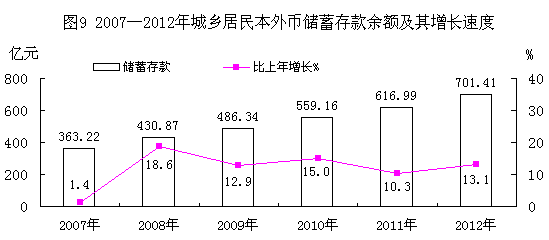 图9 2007—2012年城乡居民本外币储蓄存款余额及其增长速度
亿元 %
储蓄存款 比上年增长%
800 40
600 30
400 20
200 10
0 0
363.22 430.87 486.34 559.16 616.99 701.41
1.4 18.6 12.9 15.0 10.3 13.1
2007年 2008年 2009年 2010年 2011年 2012年